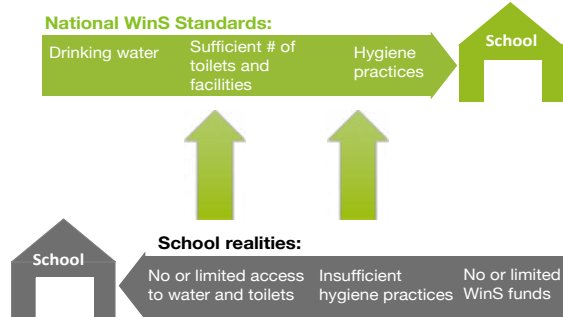 National WinS Standards:
Drinking water
Sufficient # of
toilets and
facilities
Hygiene
practices
School
School realities:
School
No or limited access
to water and toilets
Insufficient
hygiene practices
No or limited
WinS funds